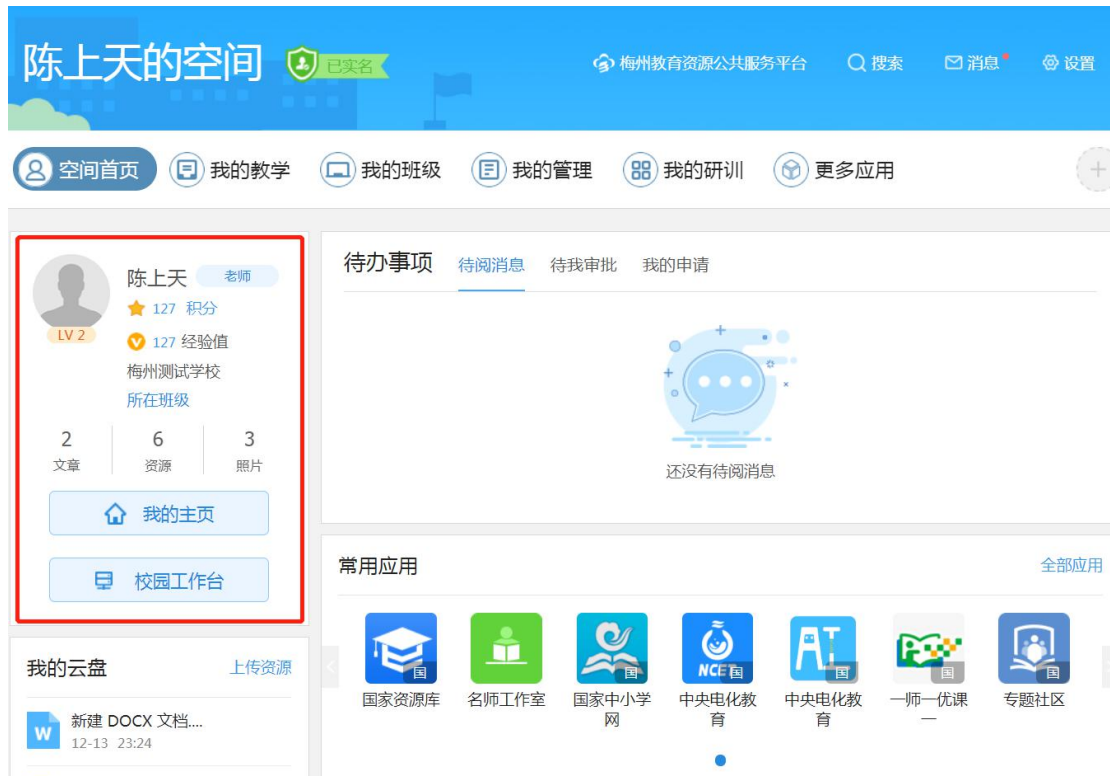 陈上天的空间 已实名
梅州教育资源公共服务平台 搜索 消息 设置
空间首页 我的教学 我的班级 我的管理 我的研训 更多应用
陈上天 老师
LV 2
127 积分
127 经验值
梅州测试学校
所在班级
2 6 3
文章 资源 照片
我的主页
校园工作台
待办事项 待阅消息 待我审批 我的申请
还没有待阅消息
常用应用 全部应用
国 国 NCET国 国 国 国
国家资源库 名师工作室 国家中小学网 中央电化教育 中央电化教育 一师一优课一 专题社区
我的云盘 上传资源
W 新建 DOCX 文档....
12-13 23:24